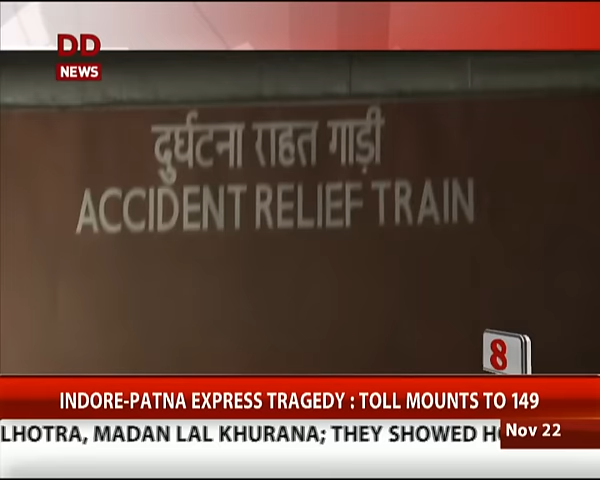 DD
NEWS
दुर्घटना राहत गाड़ी
ACCIDENT RELIEF TRAIN
8
INDORE-PATNA EXPRESS TRAGEDY : TOLL MOUNTS TO 149
LHOTRA, MADAN LAL KHURANA; THEY SHOWED
Nov 22